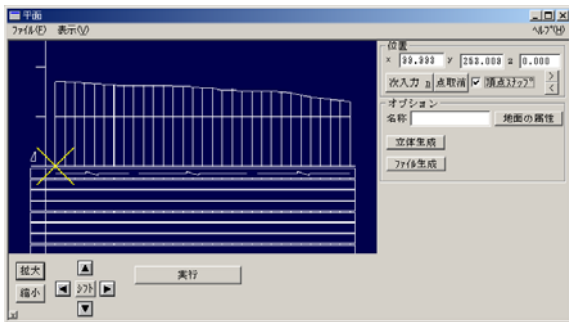 平面
ファイル(F) 表示(V) ヘルプ(H)
位置
x 99.993 y 253.003 z 0.000
次入力 n 点取消 頂点スナップ
オプション
名称 地面の属性
立体生成
ファイル生成
拡大 シフト 実行
縮小